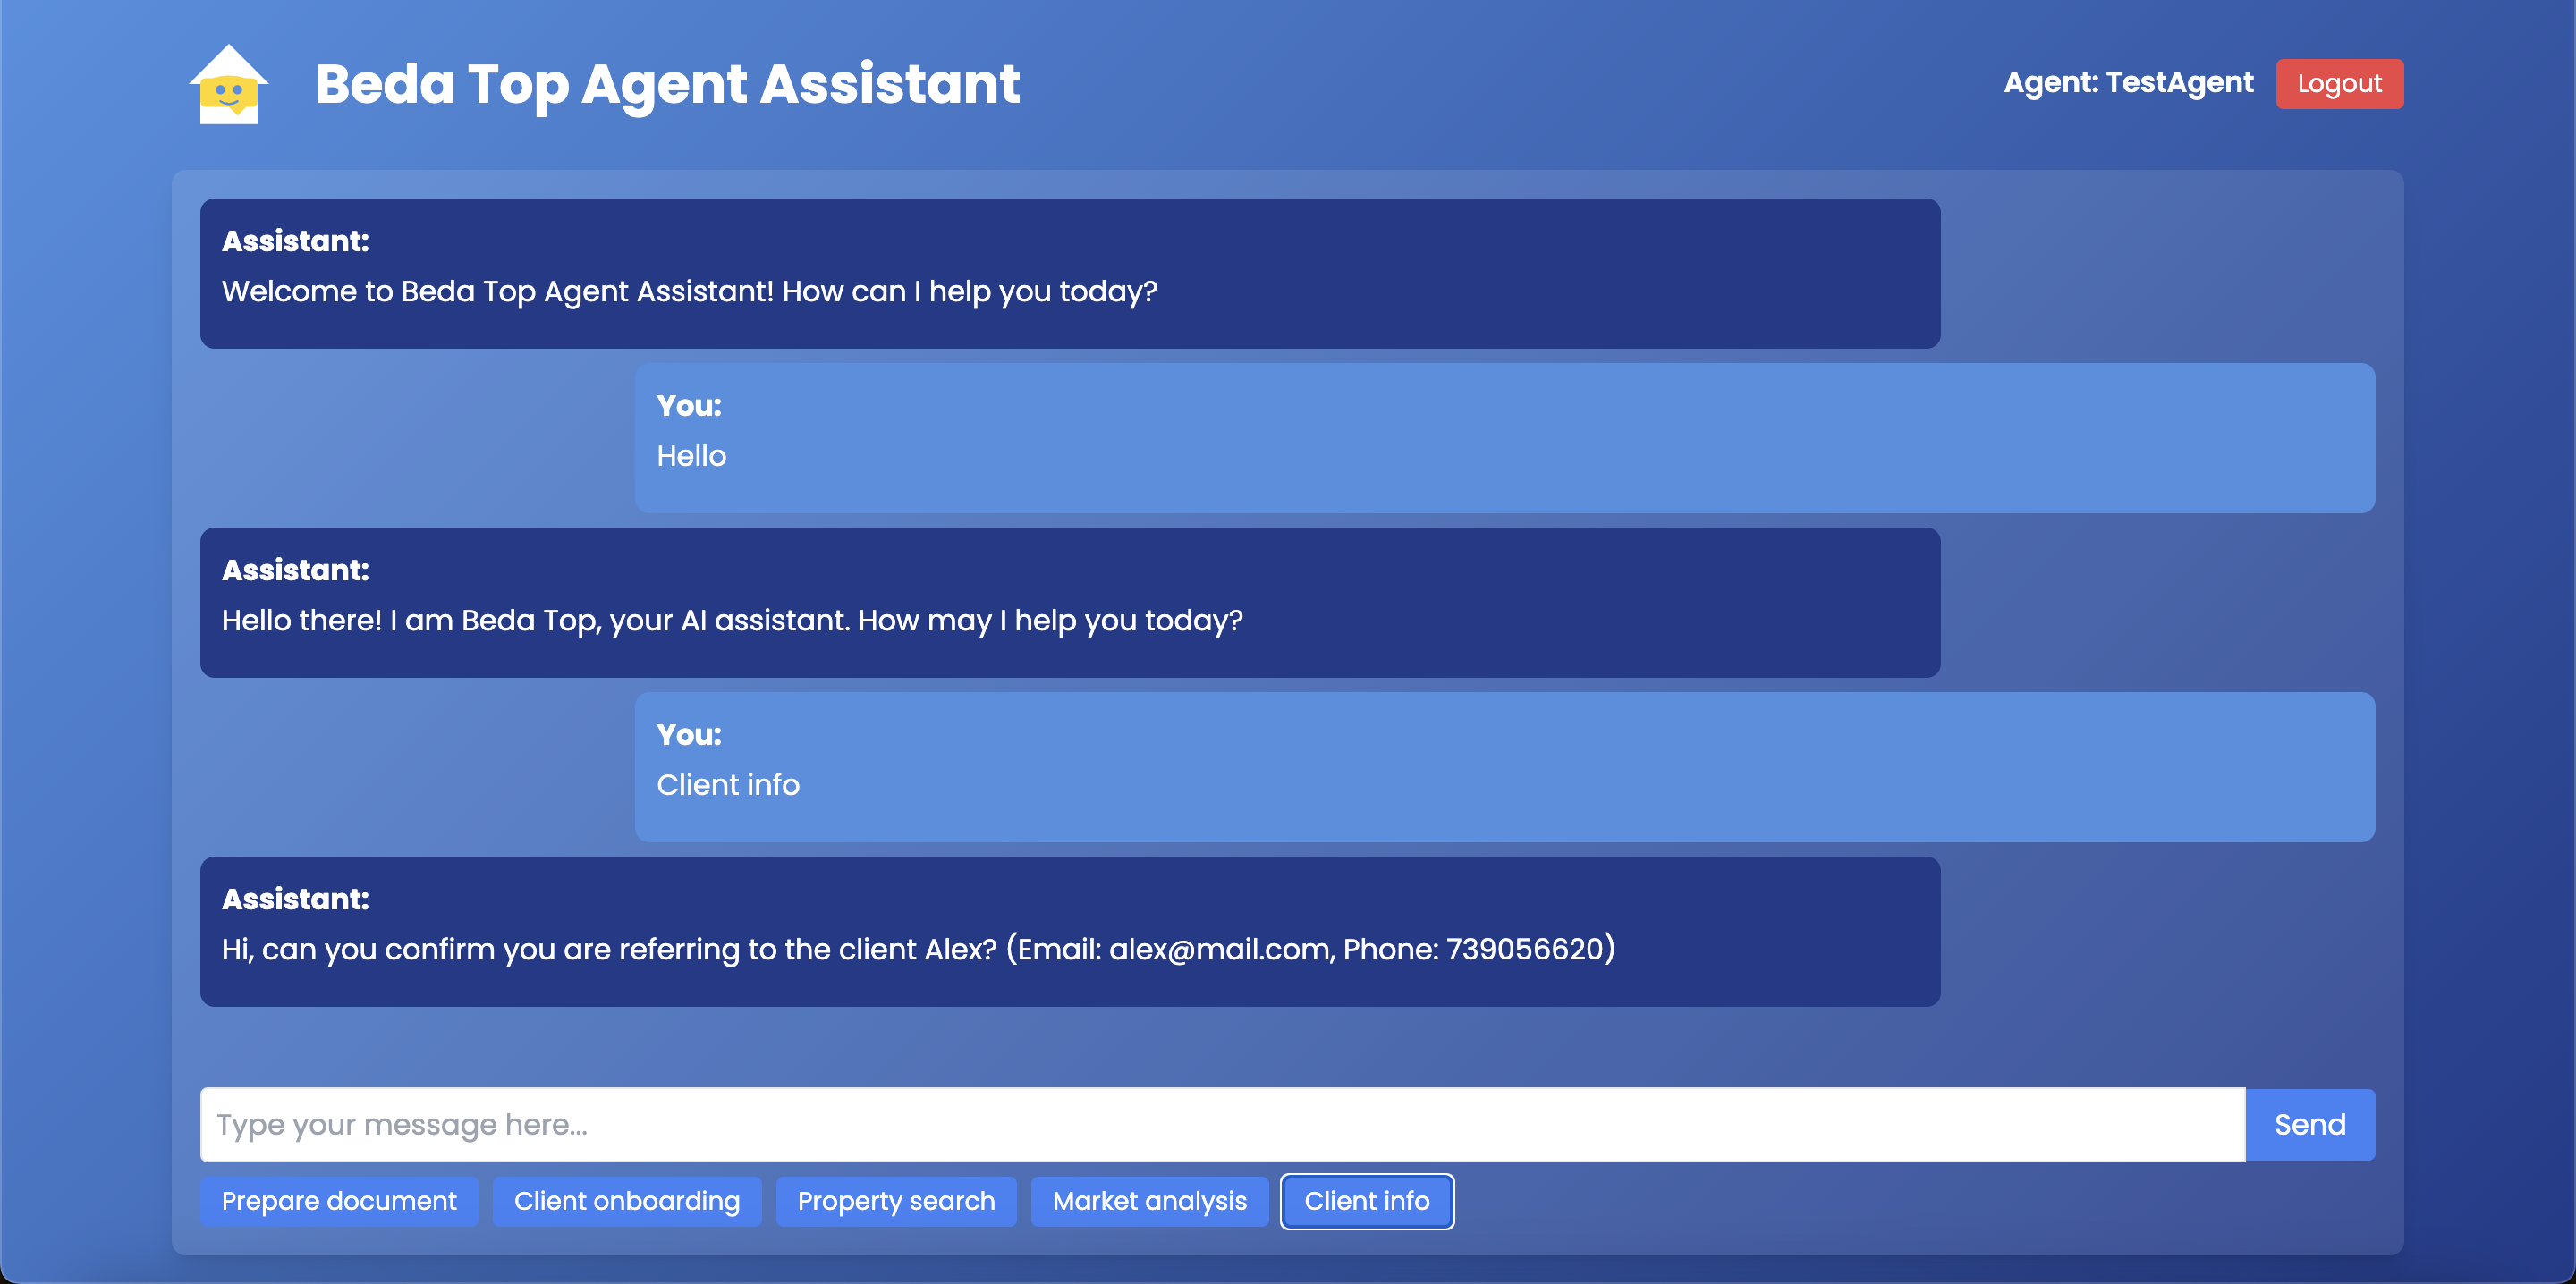 Beda Top Agent Assistant
Agent: TestAgent
Logout
Assistant:
Welcome to Beda Top Agent Assistant! How can I help you today?
You:
Hello
Assistant:
Hello there! I am Beda Top, your AI assistant. How may I help you today?
You:
Client info
Assistant:
Hi, can you confirm you are referring to the client Alex? (Email: alex@mail.com, Phone: 739056620)
Type your message here...
Send
Prepare document
Client onboarding
Property search
Market analysis
Client info